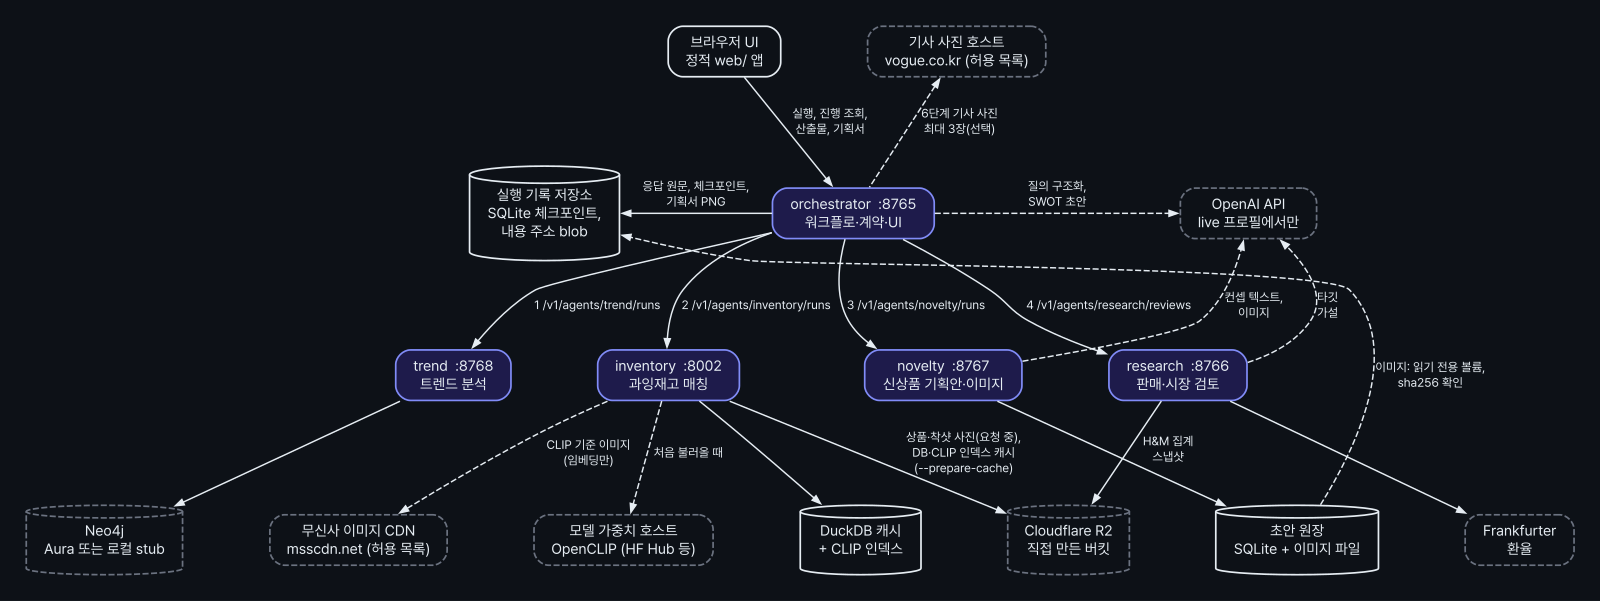 브라우저 UI
정적 web/ 앱
기사 사진 호스트
vogue.co.kr (허용 목록)
실행, 진행 조회,
산출물, 기획서
6단계 기사 사진
최대 3장(선택)
실행 기록 저장소
SQLite 체크포인트,
내용 주소 blob
응답 원문, 체크포인트,
기획서 PNG
orchestrator :8765
워크플로·계약·UI
질의 구조화,
SWOT 초안
OpenAI API
live 프로필에서만
1 /v1/agents/trend/runs
2 /v1/agents/inventory/runs
3 /v1/agents/novelty/runs
4 /v1/agents/research/reviews
컨셉 텍스트,
이미지
타깃
가설
trend :8768
트렌드 분석
inventory :8002
과잉재고 매칭
novelty :8767
신상품 기획안·이미지
research :8766
판매·시장 검토
이미지: 읽기 전용 볼륨,
sha256 확인
CLIP 기준 이미지
(임베딩만)
처음 불러올 때
상품·착샷 사진(요청 중),
DB·CLIP 인덱스 캐시
(--prepare-cache)
H&M 집계
스냅샷
Neo4j
Aura 또는 로컬 stub
무신사 이미지 CDN
msscdn.net (허용 목록)
모델 가중치 호스트
OpenCLIP (HF Hub 등)
DuckDB 캐시
+ CLIP 인덱스
Cloudflare R2
직접 만든 버킷
초안 원장
SQLite + 이미지 파일
Frankfurter
환율